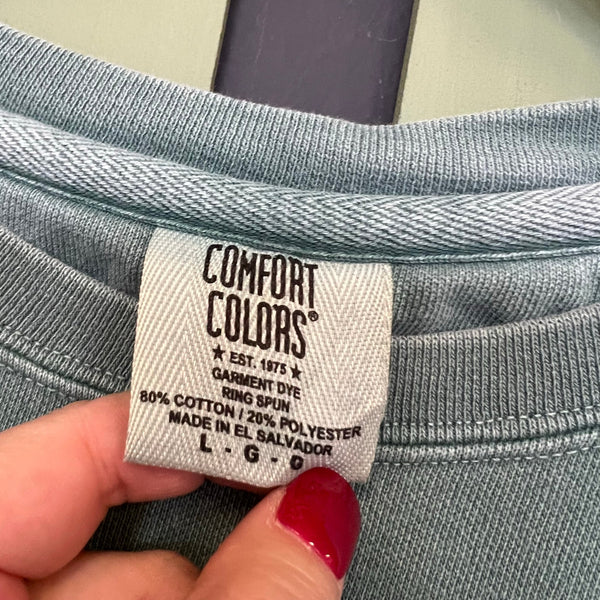 COMFORT
COLORS®
★ EST. 1975 ★
GARMENT DYE
RING SPUN
80% COTTON / 20% POLYESTER
MADE IN EL SALVADOR
L - G -